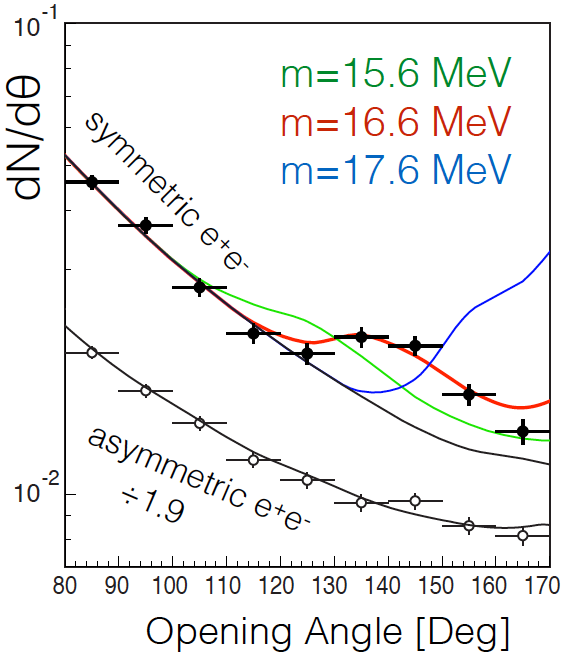 10⁻¹
dN/dθ
m=15.6 MeV
m=16.6 MeV
m=17.6 MeV
symmetric e⁺e⁻
asymmetric e⁺e⁻
÷1.9
10⁻²
80 90 100 110 120 130 140 150 160 170
Opening Angle [Deg]